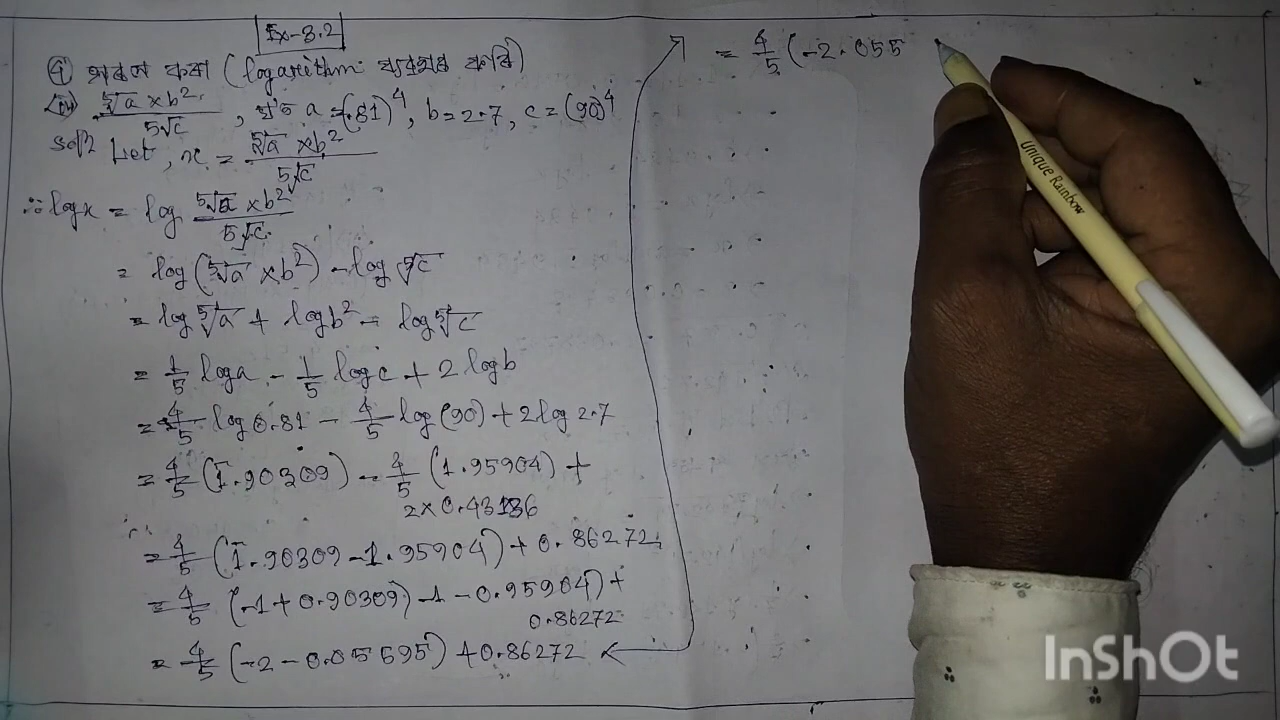 Ex-8.2
④ সরল করা (logarithm ব্যবহার করি)
(iv) ⁵√a × b² / ⁵√c , যত a = (.81)⁴, b = 2.7, c = (90)⁴
Solⁿ Let, x = ⁵√a × b² / ⁵√c
∴ log x = log ⁵√a × b² / ⁵√c
= log (⁵√a × b²) - log ⁵√c
= log ⁵√a + log b² - log ⁵√c
= 1/5 log a - 1/5 log c + 2 log b
= 4/5 log 0.81 - 4/5 log (90) + 2 log 2.7
= 4/5 (1̄.90309) - 4/5 (1.95904) +
2 × 0.43136
= 4/5 (1̄.90309 - 1.95904) + 0.86272
= 4/5 (-1 + 0.90309) - 1 - 0.95904) +
0.86272
= 4/5 (-2 - 0.05595) + 0.86272
= 4/5 (-2.055
Unique Rainbow
InShOt